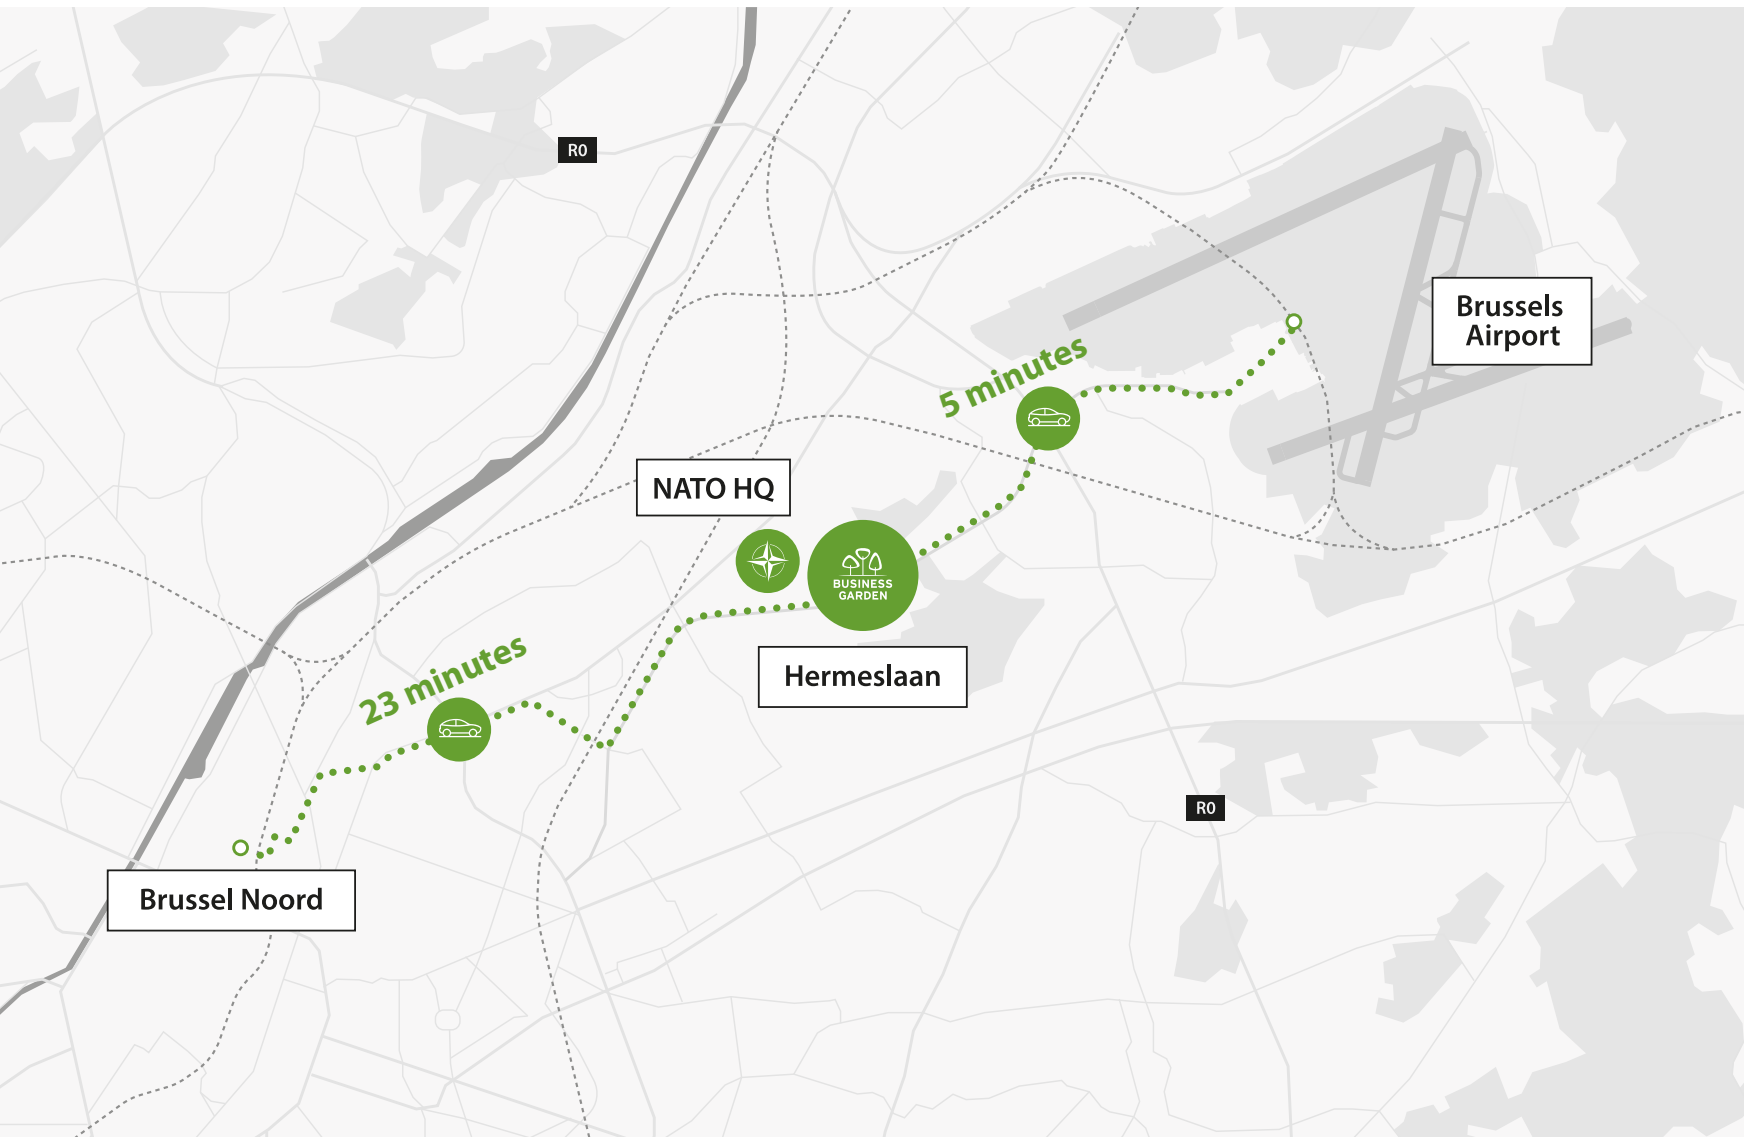 R0
Brussels
Airport
5 minutes
NATO HQ
BUSINESS
GARDEN
Hermeslaan
23 minutes
R0
Brussel Noord